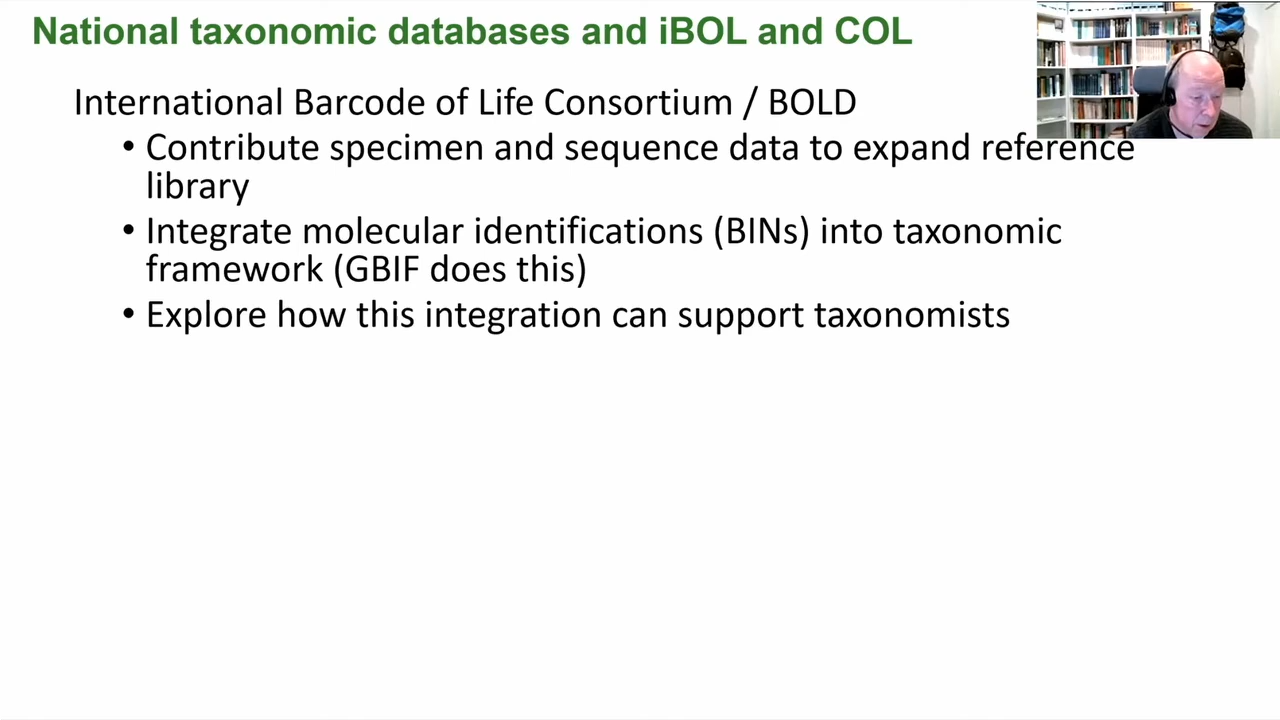 National taxonomic databases and iBOL and COL
International Barcode of Life Consortium / BOLD
• Contribute specimen and sequence data to expand reference
library
• Integrate molecular identifications (BINs) into taxonomic
framework (GBIF does this)
• Explore how this integration can support taxonomists